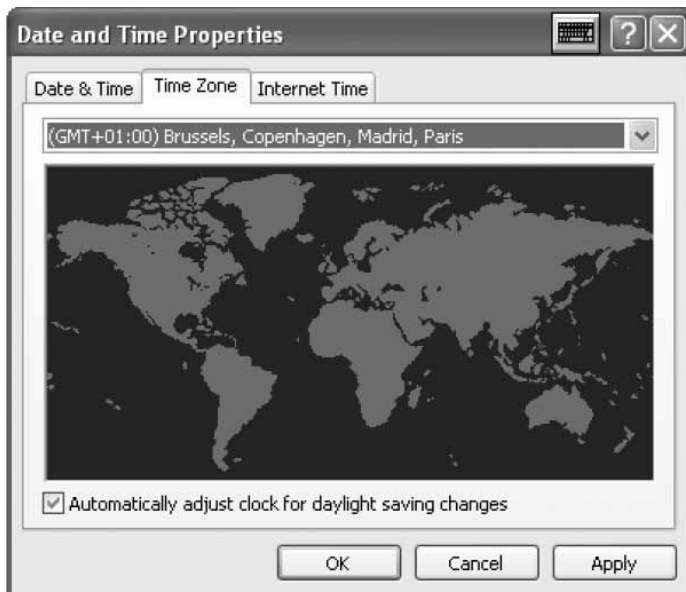 Date and Time Properties
Date & Time Time Zone Internet Time
(GMT+01:00) Brussels, Copenhagen, Madrid, Paris
Automatically adjust clock for daylight saving changes
OK Cancel Apply